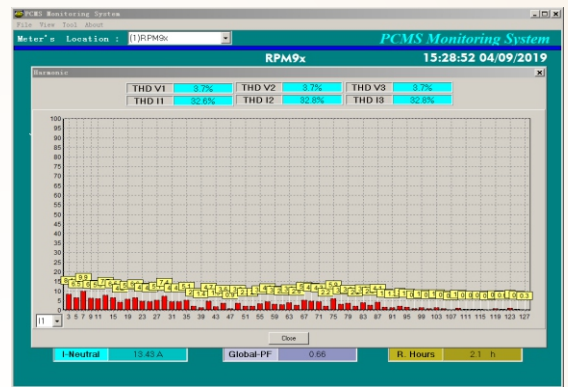 PCMS Monitoring System
File View Tool About
Meter's Location : (1)RPM9x PCMS Monitoring System
RPM9x 15:28:52 04/09/2019
Harmonic
THD V1 3.7% THD V2 3.7% THD V3 3.7%
THD I1 32.6% THD I2 32.8% THD I3 32.8%
100
95
90
85
80
75
70
65
60
55
50
45
40
35
30
25
20
15
10
5
0
I1 3 5 7 9 11 15 19 23 27 31 35 39 43 47 51 55 59 63 67 71 75 79 83 87 91 95 99 103 107 111 115 119 123 127
Close
I-Neutral 13.43 A Global-PF 0.66 R. Hours 2.1 h